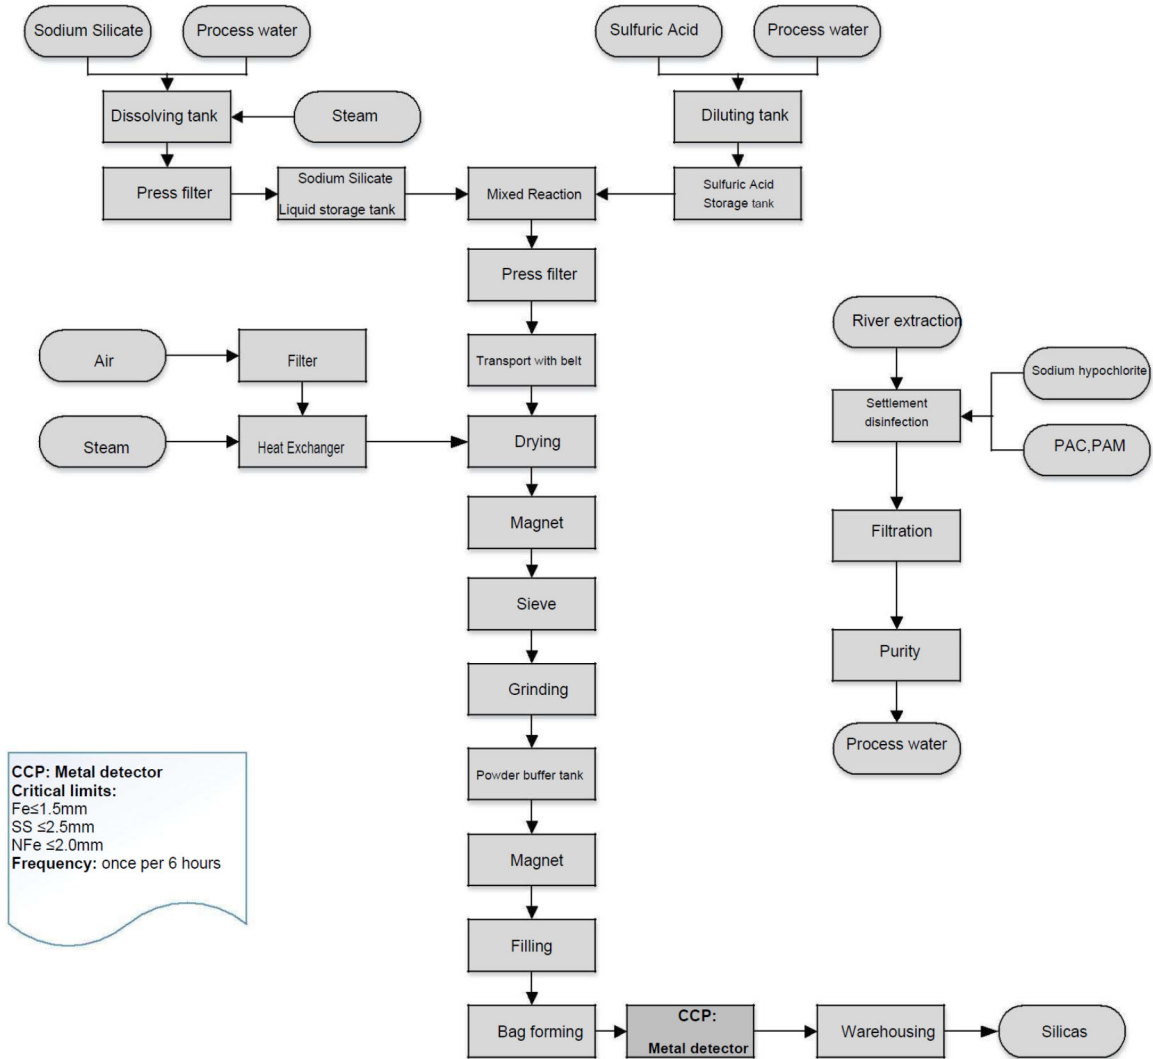 Sodium Silicate
Process water
Sulfuric Acid
Process water
Dissolving tank
Steam
Diluting tank
Press filter
Sodium Silicate
Liquid storage tank
Mixed Reaction
Sulfuric Acid
Storage tank
Press filter
River extraction
Air
Filter
Transport with belt
Sodium hypochlorite
Settlement
disinfection
Steam
Heat Exchanger
Drying
PAC,PAM
Magnet
Filtration
Sieve
Purity
Grinding
Process water
Powder buffer tank
CCP: Metal detector
Critical limits:
Fe≤1.5mm
SS ≤2.5mm
NFe ≤2.0mm
Frequency: once per 6 hours
Magnet
Filling
Bag forming
CCP:
Metal detector
Warehousing
Silicas